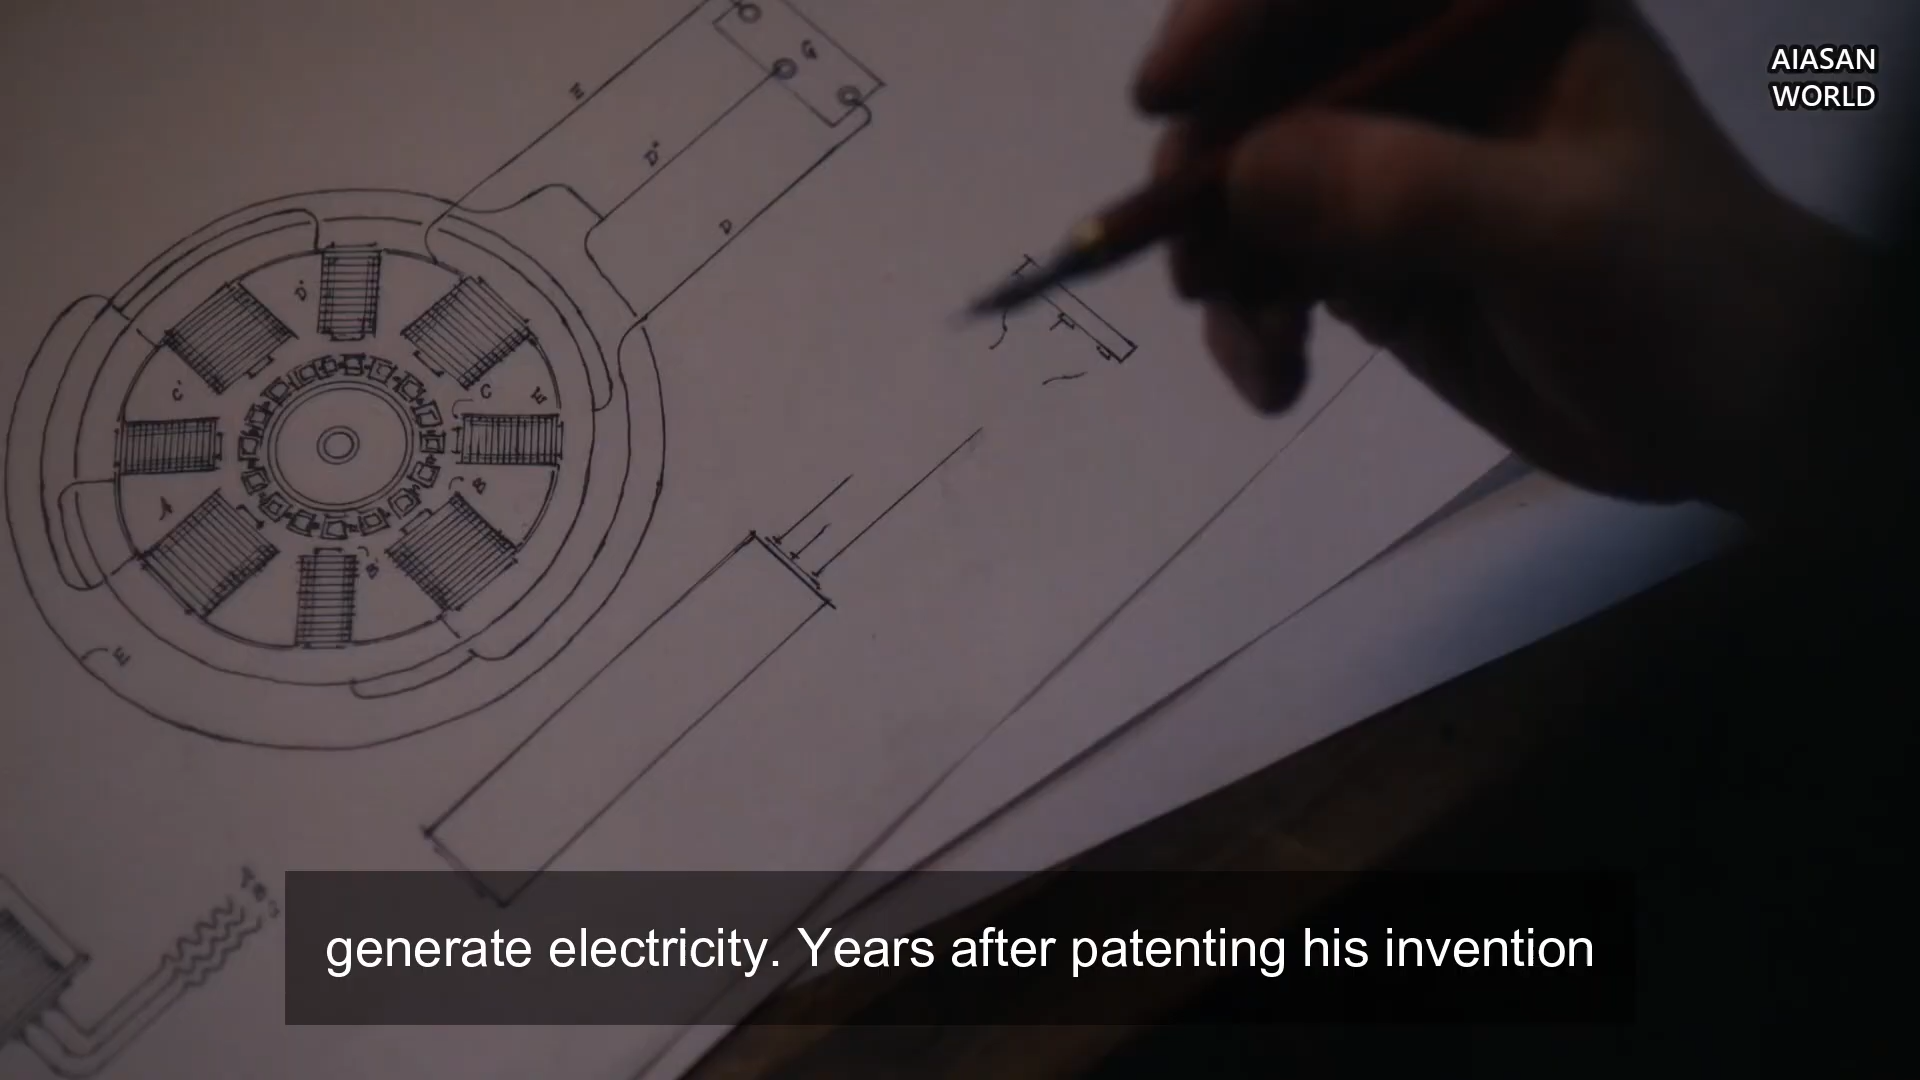 AIASAN
WORLD
G
E
D"
D
D'
C'
C
E
A
B
B'
E
generate electricity. Years after patenting his invention